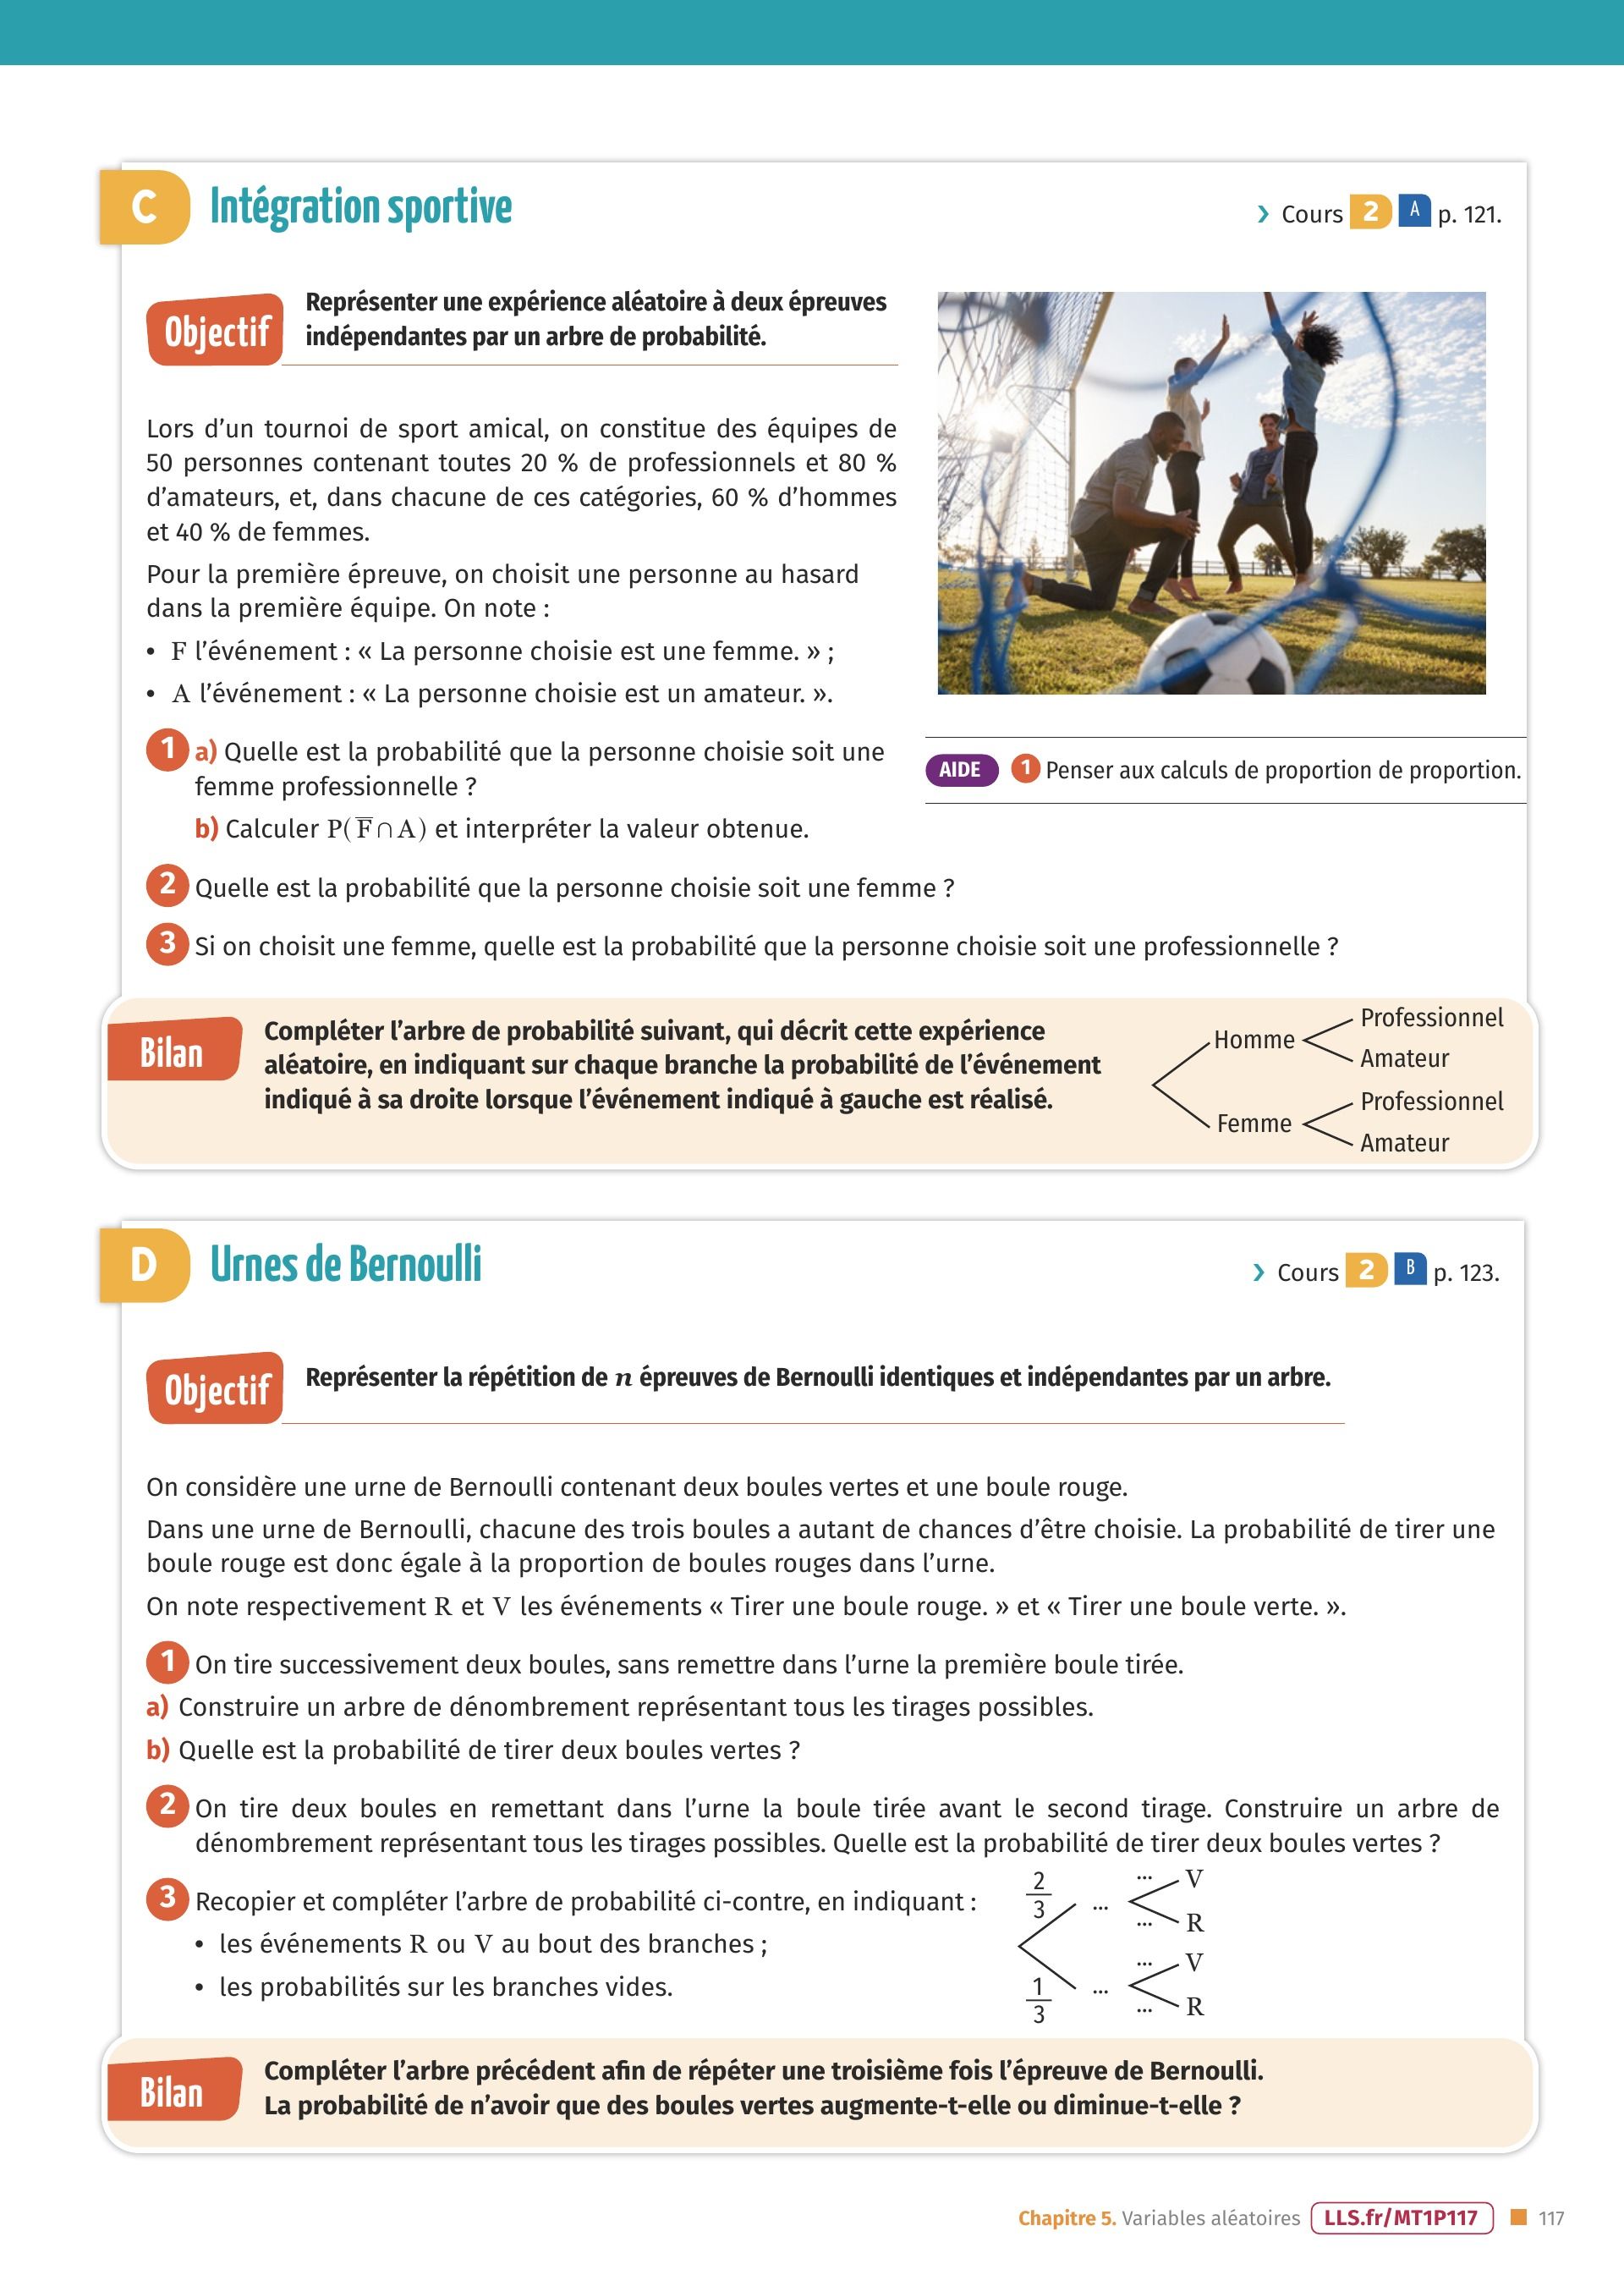 C Intégration sportive
› Cours 2 A p. 121.
Objectif
Représenter une expérience aléatoire à deux épreuves
indépendantes par un arbre de probabilité.
Lors d’un tournoi de sport amical, on constitue des équipes de
50 personnes contenant toutes 20 % de professionnels et 80 %
d’amateurs, et, dans chacune de ces catégories, 60 % d’hommes
et 40 % de femmes.
Pour la première épreuve, on choisit une personne au hasard
dans la première équipe. On note :
• F l’événement : « La personne choisie est une femme. » ;
• A l’événement : « La personne choisie est un amateur. ».
1 a) Quelle est la probabilité que la personne choisie soit une
femme professionnelle ?
b) Calculer P(F̅∩A) et interpréter la valeur obtenue.
AIDE 1 Penser aux calculs de proportion de proportion.
2 Quelle est la probabilité que la personne choisie soit une femme ?
3 Si on choisit une femme, quelle est la probabilité que la personne choisie soit une professionnelle ?
Bilan
Compléter l’arbre de probabilité suivant, qui décrit cette expérience
aléatoire, en indiquant sur chaque branche la probabilité de l’événement
indiqué à sa droite lorsque l’événement indiqué à gauche est réalisé.
Homme
Professionnel
Amateur
Femme
Professionnel
Amateur
D Urnes de Bernoulli
› Cours 2 B p. 123.
Objectif
Représenter la répétition de n épreuves de Bernoulli identiques et indépendantes par un arbre.
On considère une urne de Bernoulli contenant deux boules vertes et une boule rouge.
Dans une urne de Bernoulli, chacune des trois boules a autant de chances d’être choisie. La probabilité de tirer une
boule rouge est donc égale à la proportion de boules rouges dans l’urne.
On note respectivement R et V les événements « Tirer une boule rouge. » et « Tirer une boule verte. ».
1 On tire successivement deux boules, sans remettre dans l’urne la première boule tirée.
a) Construire un arbre de dénombrement représentant tous les tirages possibles.
b) Quelle est la probabilité de tirer deux boules vertes ?
2 On tire deux boules en remettant dans l’urne la boule tirée avant le second tirage. Construire un arbre de
dénombrement représentant tous les tirages possibles. Quelle est la probabilité de tirer deux boules vertes ?
3 Recopier et compléter l’arbre de probabilité ci-contre, en indiquant :
• les événements R ou V au bout des branches ;
• les probabilités sur les branches vides.
2/3 ... ... V
... R
1/3 ... ... V
... R
Bilan
Compléter l’arbre précédent afin de répéter une troisième fois l’épreuve de Bernoulli.
La probabilité de n’avoir que des boules vertes augmente-t-elle ou diminue-t-elle ?
Chapitre 5. Variables aléatoires LLS.fr/MT1P117 117